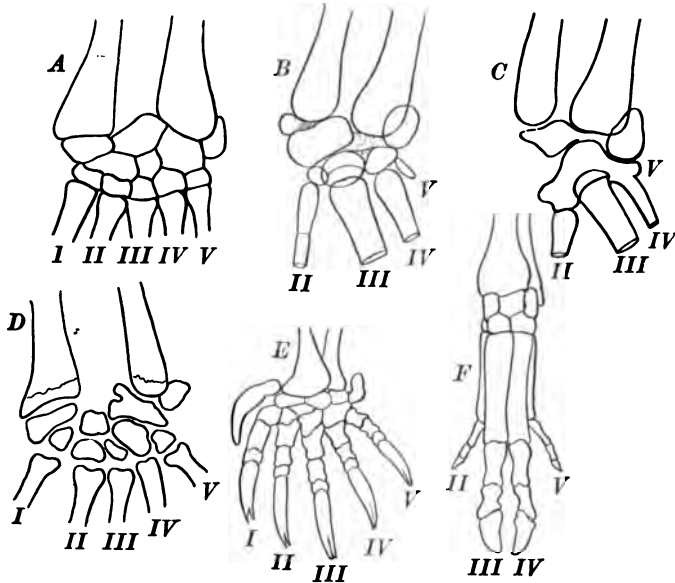 A
I II III IV V
B
II III IV V
C
II III IV V
D
I II III IV V
E
I II III IV V
F
II III IV V